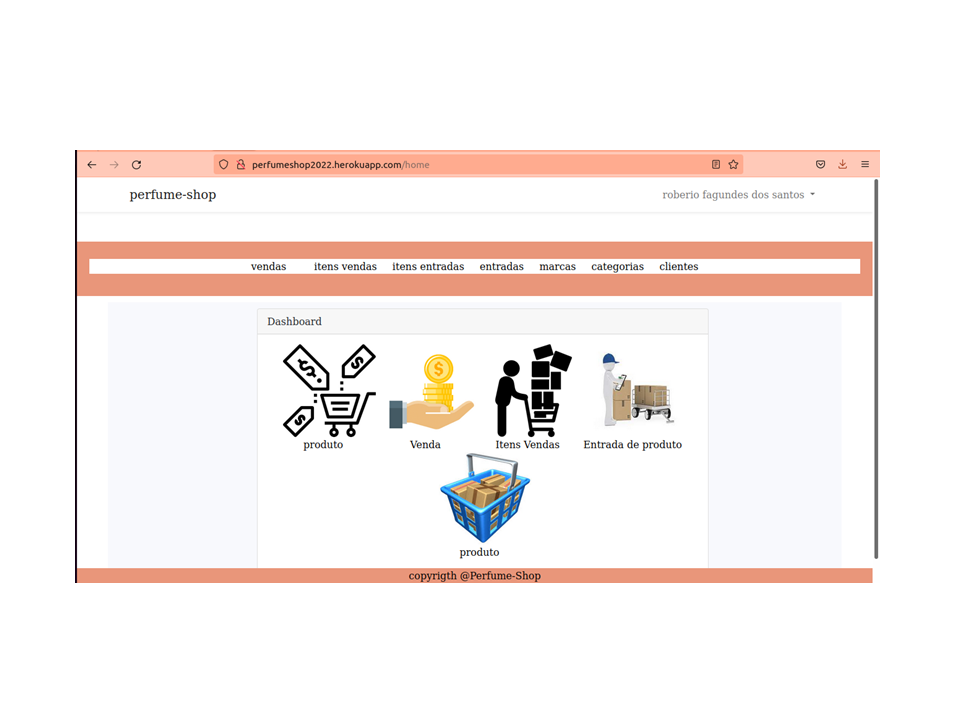 perfumeshop2022.herokuapp.com/home
perfume-shop roberio fagundes dos santos
vendas itens vendas itens entradas entradas marcas categorias clientes
Dashboard
$ $ $ $
produto Venda Itens Vendas Entrada de produto
produto
copyrigth @Perfume-Shop